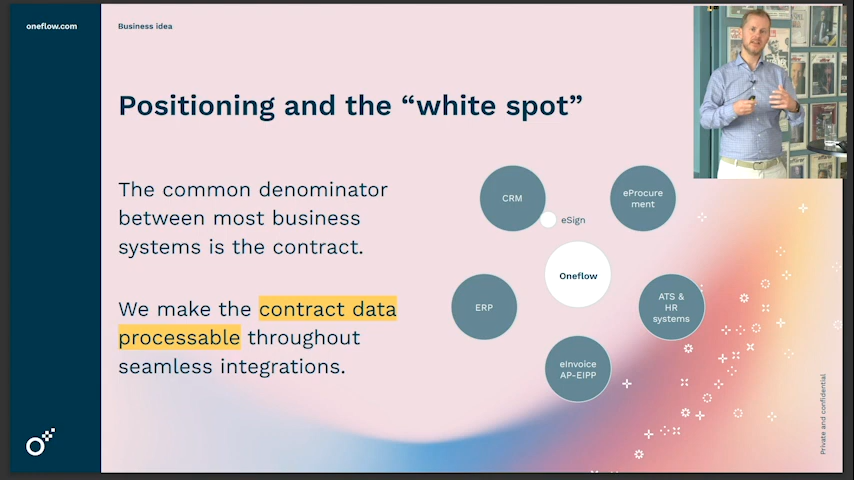 oneflow.com
Business idea
Positioning and the “white spot”
The common denominator
between most business
systems is the contract.
We make the contract data
processable throughout
seamless integrations.
CRM
eProcure
ment
eSign
Oneflow
ERP
ATS &
HR
systems
eInvoice
AP-EIPP
Private and confidential